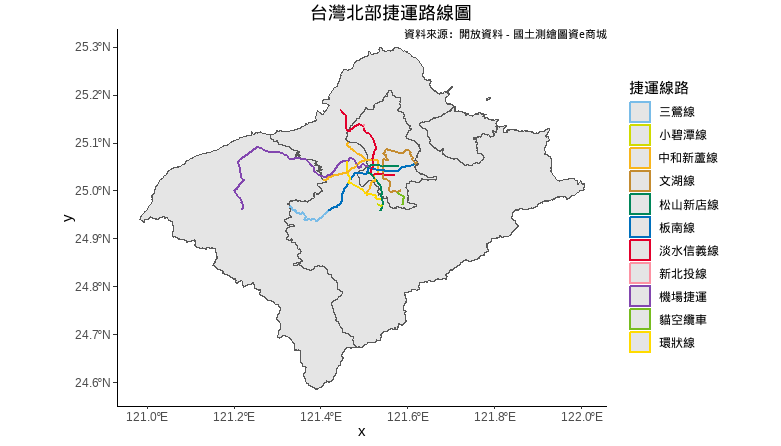 台灣北部捷運路線圖
資料來源：開放資料 - 國土測繪圖資e商城
25.3°N
25.2°N
25.1°N
25.0°N
24.9°N
24.8°N
24.7°N
24.6°N
y
121.0°E
121.2°E
121.4°E
121.6°E
121.8°E
122.0°E
x
捷運線路
三鶯線
小碧潭線
中和新蘆線
文湖線
松山新店線
板南線
淡水信義線
新北投線
機場捷運
貓空纜車
環狀線